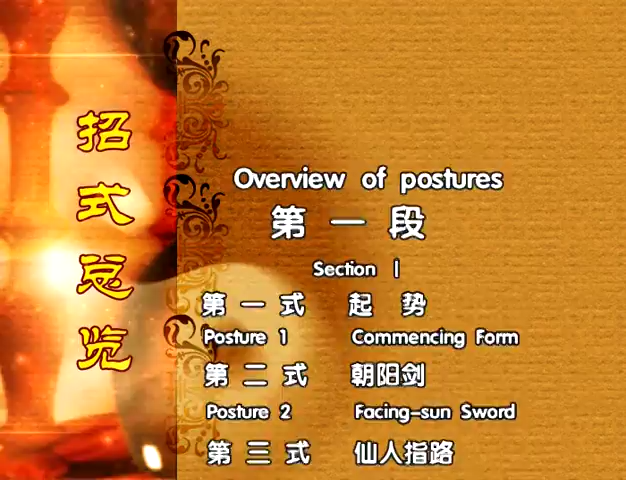 招式总览
Overview of postures
第 一 段
Section I
第 一 式 起 势
Posture 1 Commencing Form
第 二 式 朝阳剑
Posture 2 Facing-sun Sword
第 三 式 仙人指路